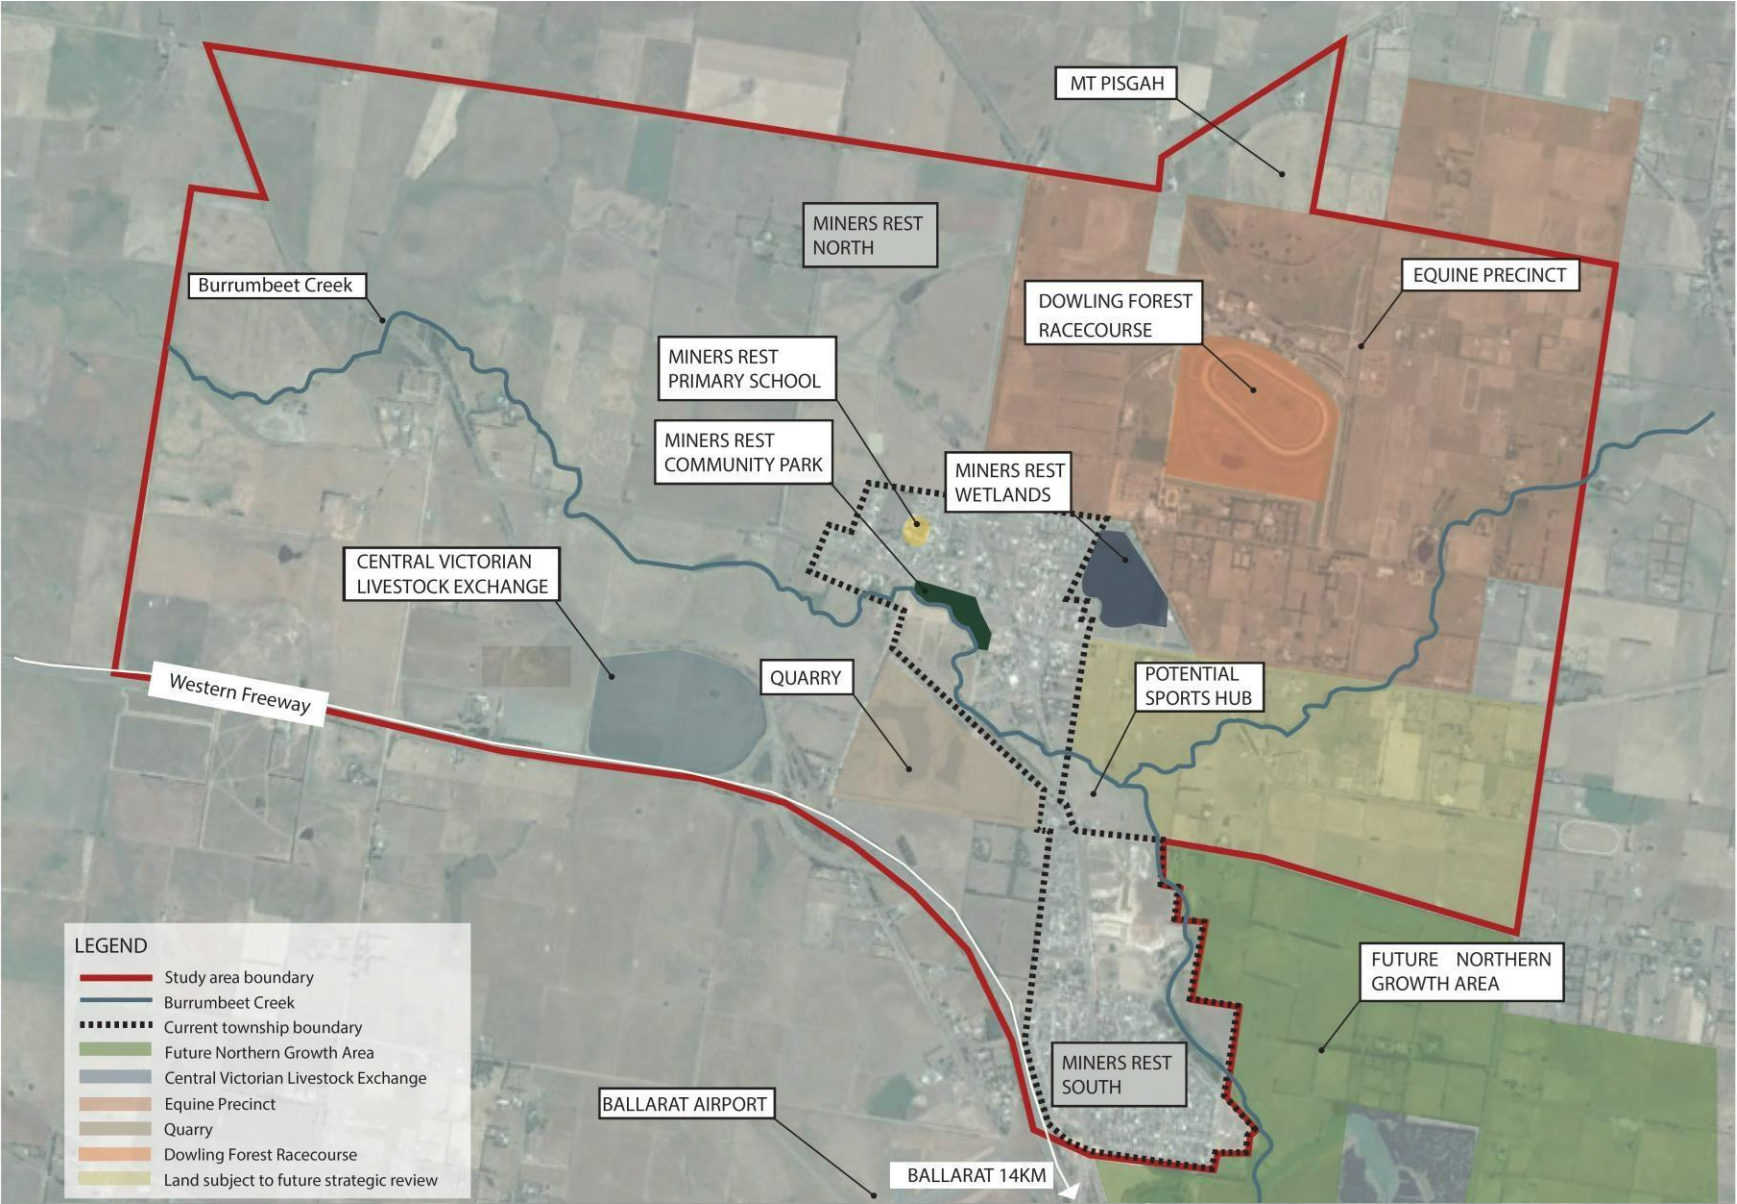 MT PISGAH
MINERS REST
NORTH
EQUINE PRECINCT
Burrumbeet Creek
DOWLING FOREST
RACECOURSE
MINERS REST
PRIMARY SCHOOL
MINERS REST
COMMUNITY PARK
MINERS REST
WETLANDS
CENTRAL VICTORIAN
LIVESTOCK EXCHANGE
QUARRY
POTENTIAL
SPORTS HUB
Western Freeway
FUTURE NORTHERN
GROWTH AREA
MINERS REST
SOUTH
BALLARAT AIRPORT
BALLARAT 14KM
LEGEND
Study area boundary
Burrumbeet Creek
Current township boundary
Future Northern Growth Area
Central Victorian Livestock Exchange
Equine Precinct
Quarry
Dowling Forest Racecourse
Land subject to future strategic review